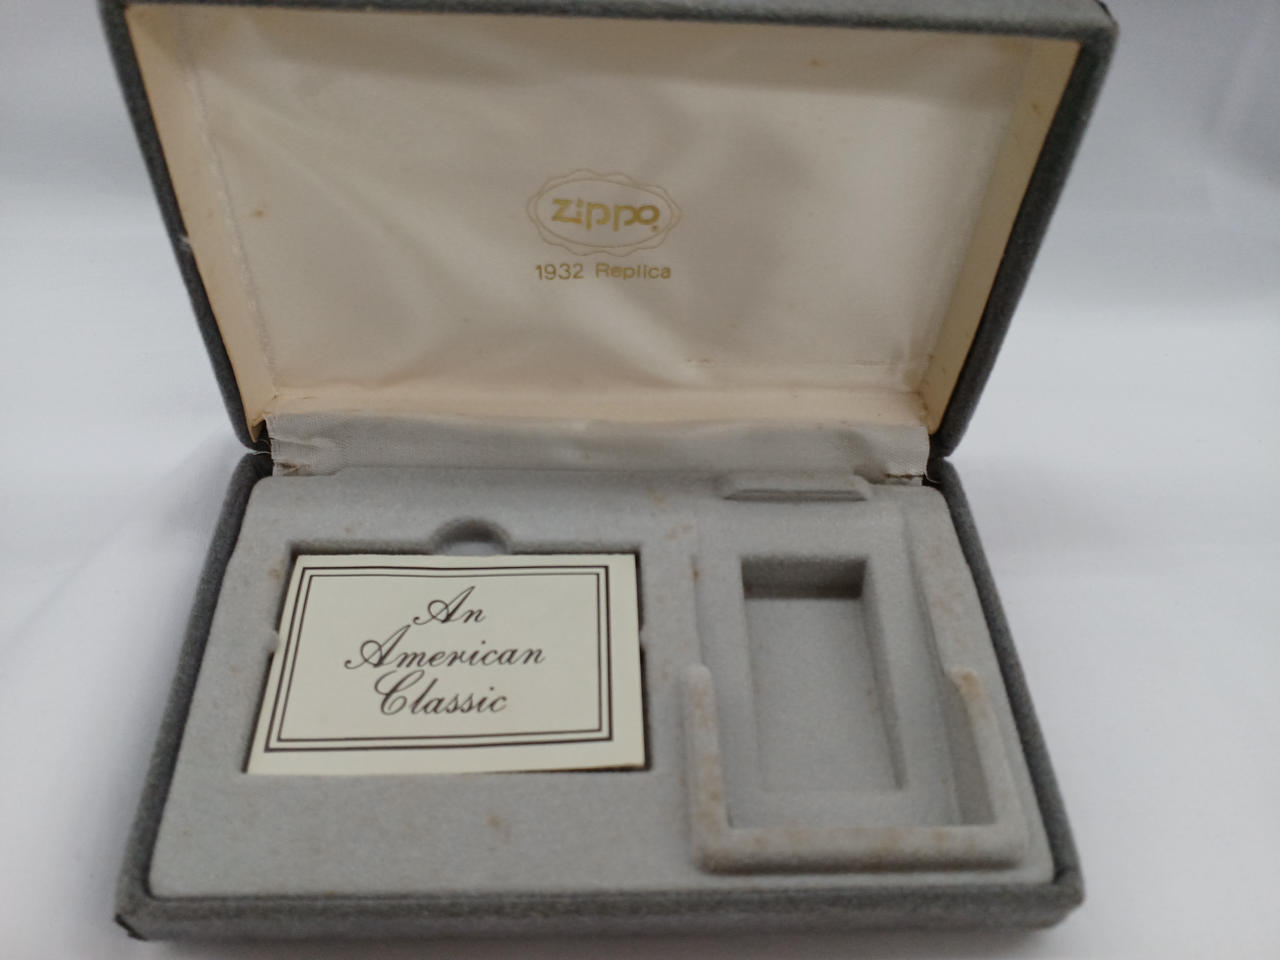 Zippo
1932 Replica
An
American
Classic